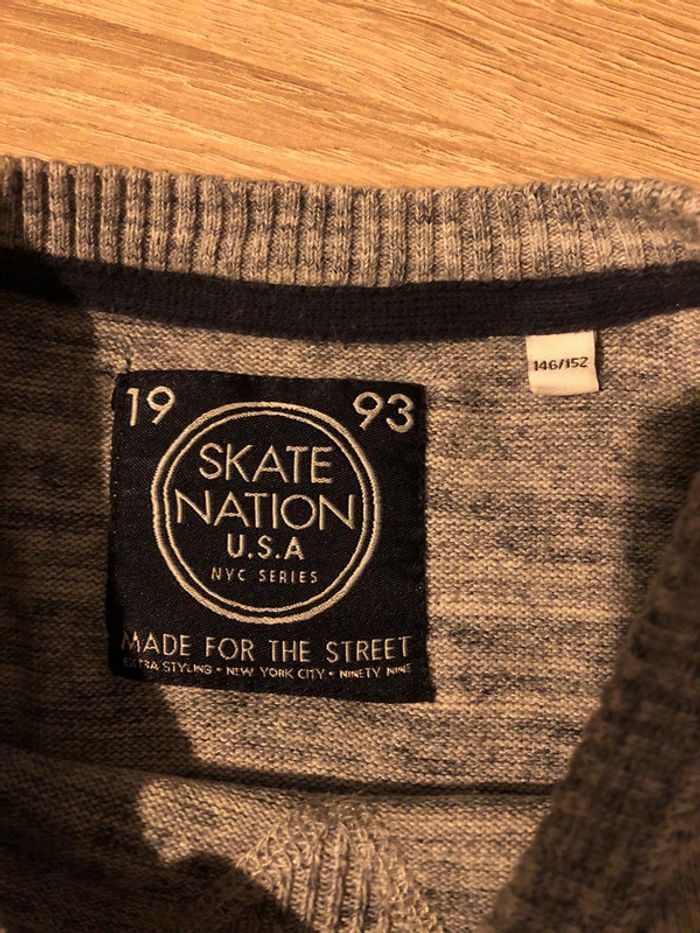 146/152
19 93
SKATE
NATION
U.S.A
NYC SERIES
MADE FOR THE STREET
EXTRA STYLING • NEW YORK CITY • NINETY NINE